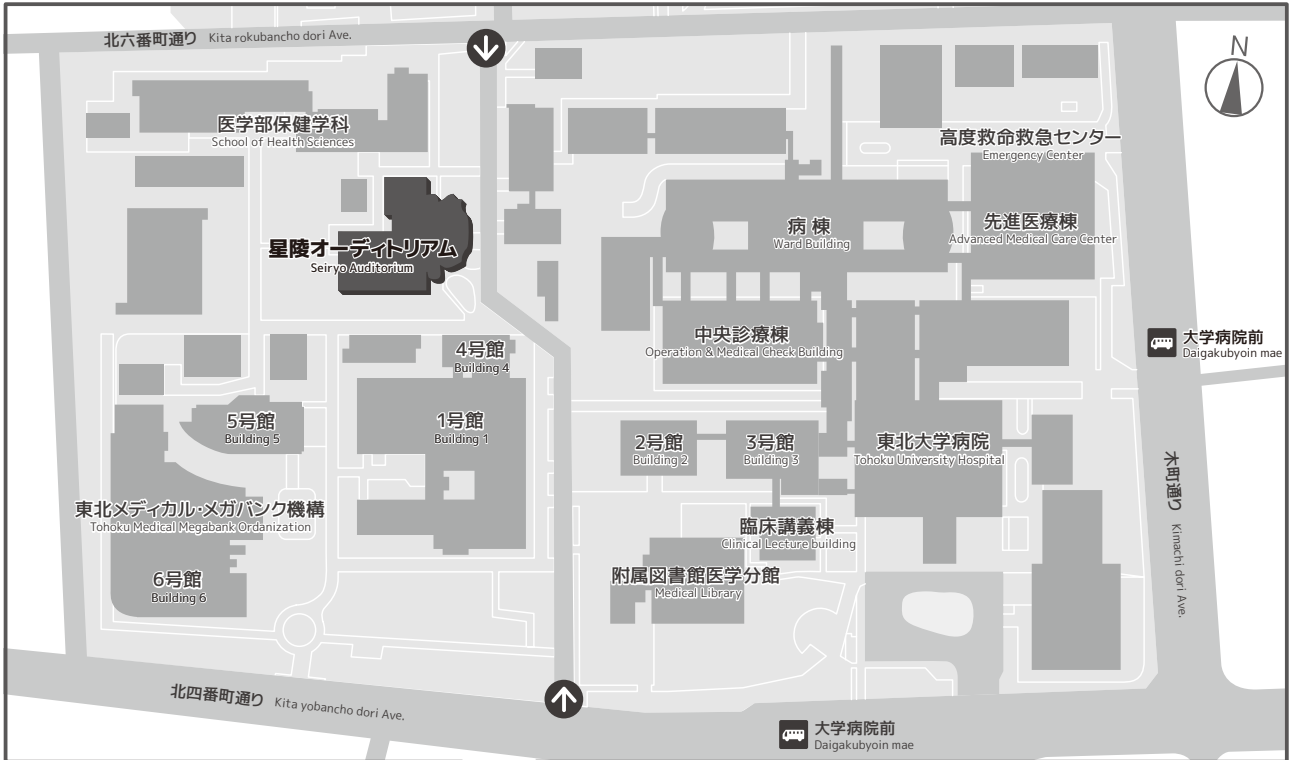 北六番町通り Kita rokubancho dori Ave.
N
医学部保健学科
School of Health Sciences
高度救命救急センター
Emergency Center
星陵オーディトリアム
Seiryo Auditorium
病棟
Ward Building
先進医療棟
Advanced Medical Care Center
中央診療棟
Operation & Medical Check Building
大学病院前
Daigakubyoin mae
4号館
Building 4
5号館
Building 5
1号館
Building 1
2号館
Building 2
3号館
Building 3
東北大学病院
Tohoku University Hospital
東北メディカル・メガバンク機構
Tohoku Medical Megabank Ordanization
臨床講義棟
Clinical Lecture building
木町通り Kimachi dori Ave.
6号館
Building 6
附属図書館医学分館
Medical Library
北四番町通り Kita yobancho dori Ave.
大学病院前
Daigakubyoin mae